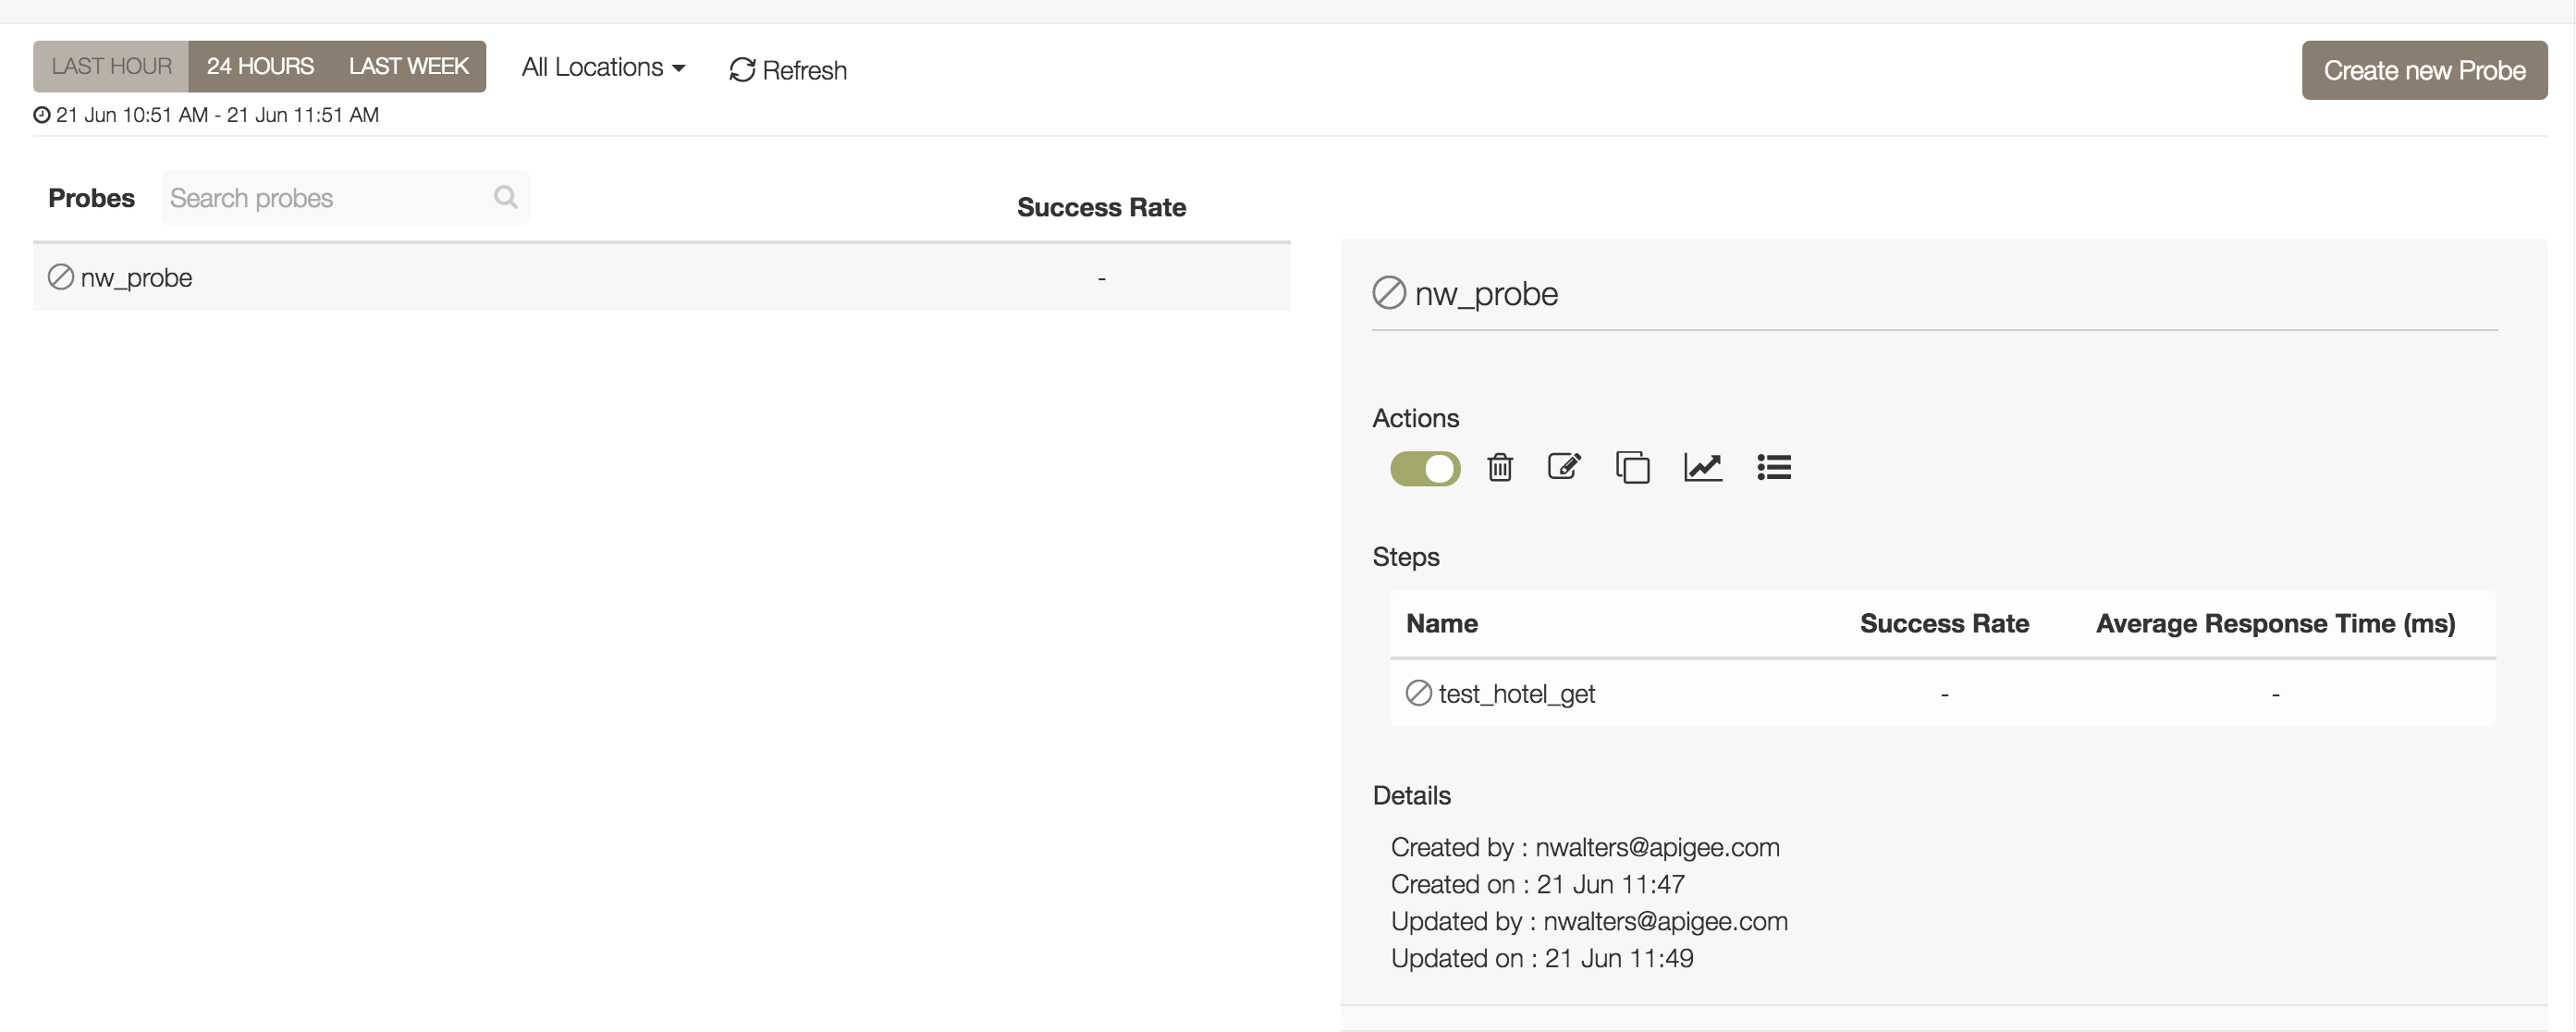 LAST HOUR 24 HOURS LAST WEEK All Locations Refresh Create new Probe
21 Jun 10:51 AM - 21 Jun 11:51 AM
Probes Search probes Success Rate
nw_probe -
nw_probe
Actions
Steps
Name Success Rate Average Response Time (ms)
test_hotel_get - -
Details
Created by : nwalters@apigee.com
Created on : 21 Jun 11:47
Updated by : nwalters@apigee.com
Updated on : 21 Jun 11:49